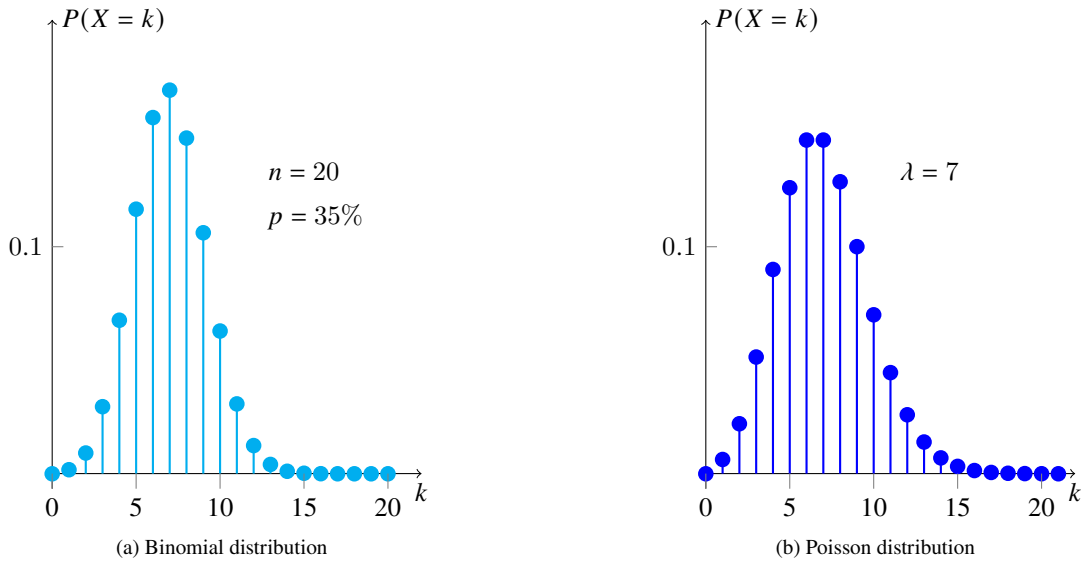 P(X = k)
n = 20
p = 35%
0.1
0 5 10 15 20
k
(a) Binomial distribution
P(X = k)
λ = 7
0.1
0 5 10 15 20
k
(b) Poisson distribution